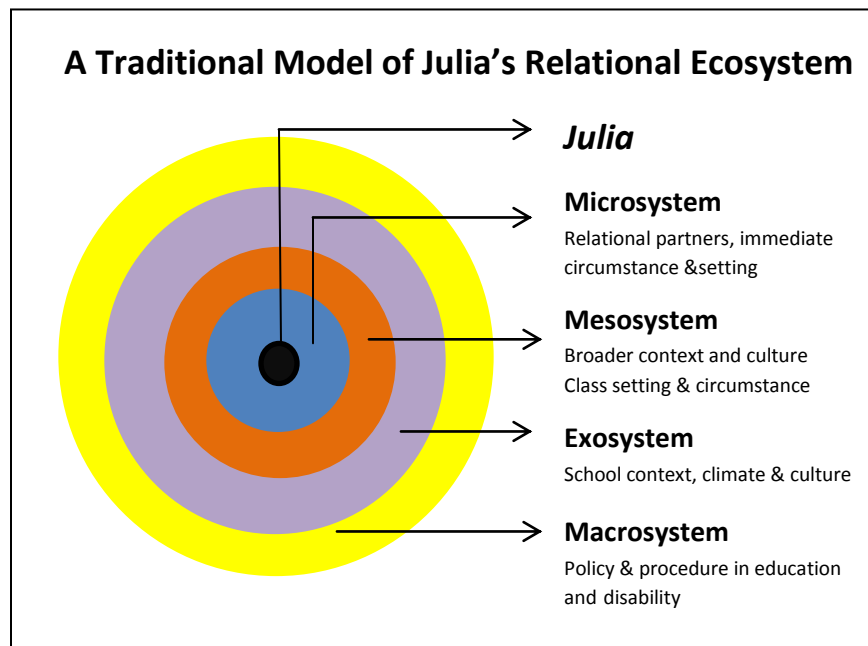 A Traditional Model of Julia’s Relational Ecosystem
Julia
Microsystem
Relational partners, immediate
circumstance &setting
Mesosystem
Broader context and culture
Class setting & circumstance
Exosystem
School context, climate & culture
Macrosystem
Policy & procedure in education
and disability